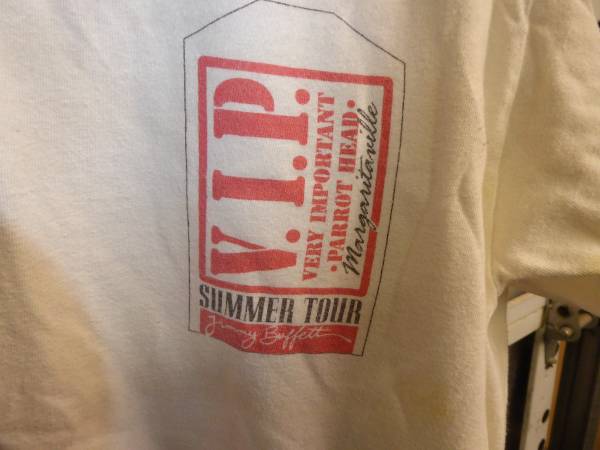 V.I.P.
VERY IMPORTANT
• PARROT HEAD •
Margaritaville
SUMMER TOUR
Jimmy Buffett